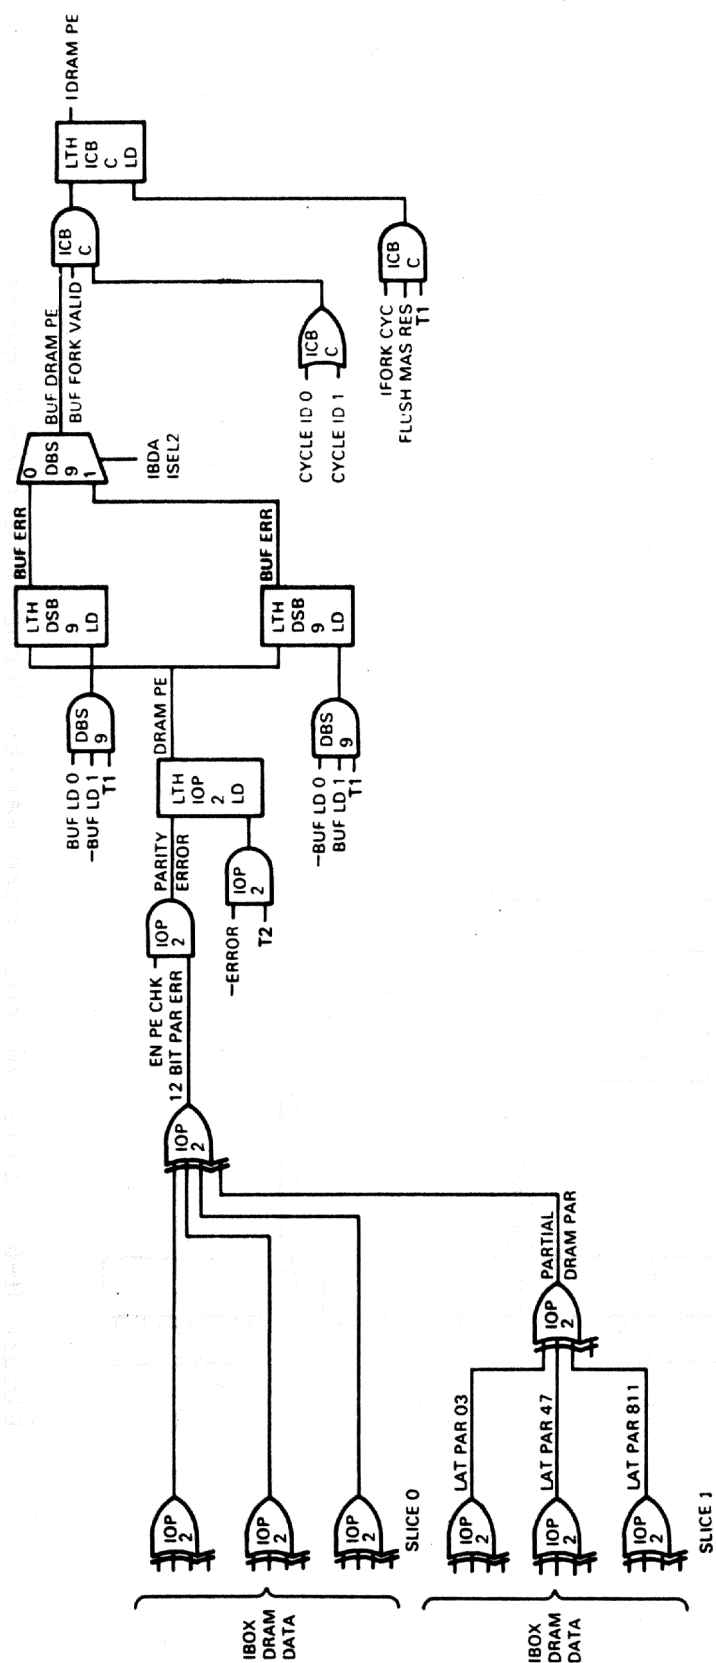 IBOX
DRAM
DATA
IOP
2
IOP
2
IOP
2
SLICE 0
IBOX
DRAM
DATA
IOP
2
IOP
2
IOP
2
SLICE 1
LAT PAR 03
LAT PAR 47
LAT PAR 811
IOP
2
PARTIAL
DRAM PAR
IOP
2
EN PE CHK
12 BIT PAR ERR
IOP
2
PARITY
ERROR
–ERROR
T2
IOP
2
LTH
IOP
2
LD
DRAM PE
BUF LD 0
–BUF LD 1
T1
DBS
9
–BUF LD 0
BUF LD 1
T1
DBS
9
LTH
DSB
9
LD
LTH
DSB
9
LD
BUF ERR
BUF ERR
0
DBS
9
1
IBDA
ISEL2
BUF DRAM PE
BUF FORK VALID
CYCLE ID 0
CYCLE ID 1
ICB
C
ICB
C
IFORK CYC
FLUSH MAS RES
T1
ICB
C
LTH
ICB
C
LD
IDRAM PE